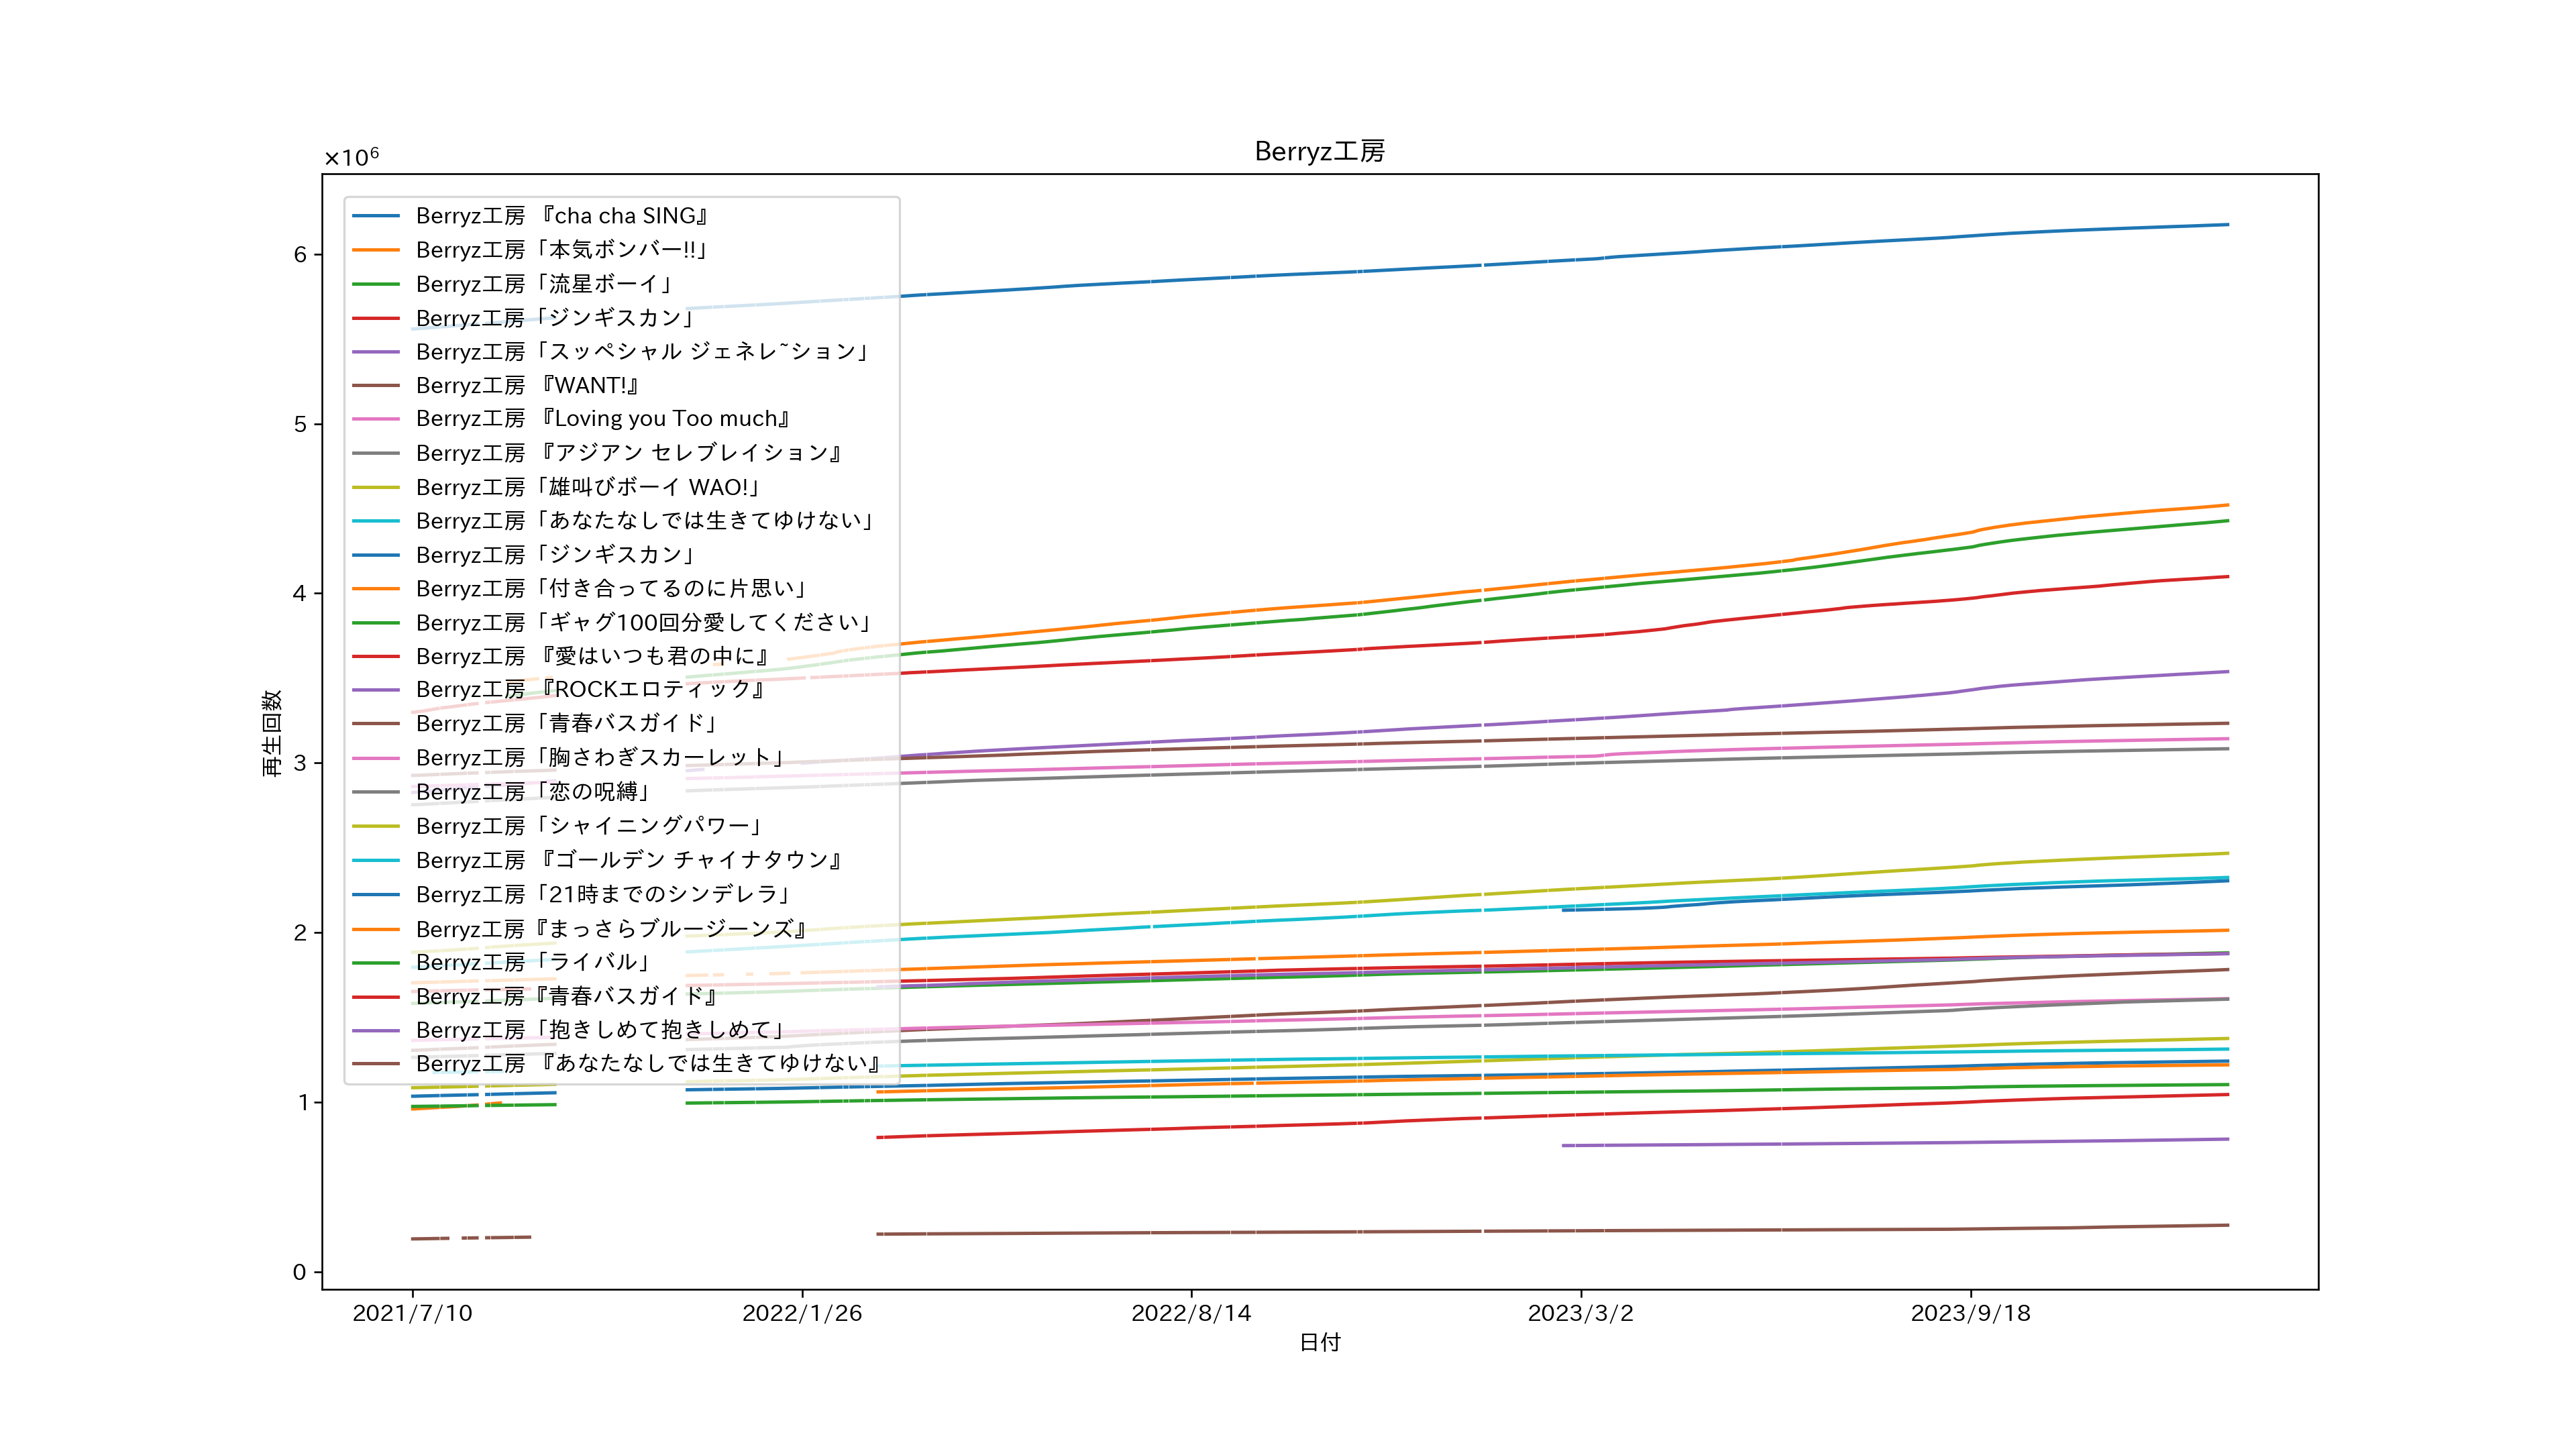 Berryz工房
×10⁶
Berryz工房 『cha cha SING』
Berryz工房「本気ボンバー!!」
Berryz工房「流星ボーイ」
Berryz工房「ジンギスカン」
Berryz工房「スッペシャル ジェネレ~ション」
Berryz工房 『WANT!』
Berryz工房 『Loving you Too much』
Berryz工房 『アジアン セレブレイション』
Berryz工房「雄叫びボーイ WAO!」
Berryz工房「あなたなしでは生きてゆけない」
Berryz工房「ジンギスカン」
Berryz工房「付き合ってるのに片思い」
Berryz工房「ギャグ100回分愛してください」
Berryz工房 『愛はいつも君の中に』
Berryz工房 『ROCKエロティック』
Berryz工房「青春バスガイド」
Berryz工房「胸さわぎスカーレット」
Berryz工房「恋の呪縛」
Berryz工房「シャイニングパワー」
Berryz工房 『ゴールデン チャイナタウン』
Berryz工房「21時までのシンデレラ」
Berryz工房『まっさらブルージーンズ』
Berryz工房「ライバル」
Berryz工房『青春バスガイド』
Berryz工房「抱きしめて抱きしめて」
Berryz工房 『あなたなしでは生きてゆけない』
6
5
4
3
2
1
0
再生回数
2021/7/10
2022/1/26
2022/8/14
2023/3/2
2023/9/18
日付